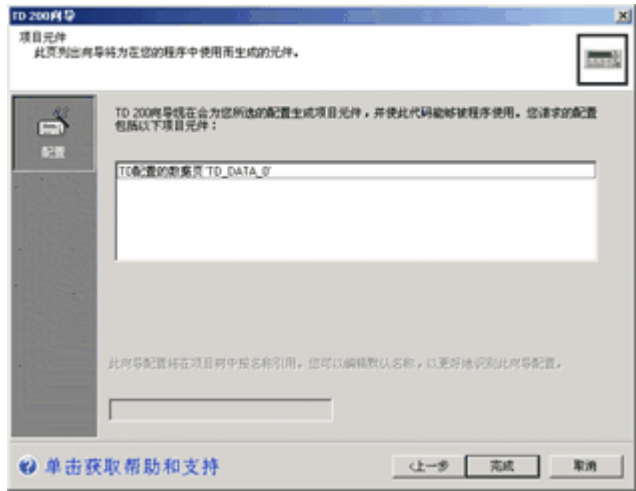 TD 200向导
项目元件
此页列出向导将为在您的程序中使用而生成的元件。
配置
TD 200向导现在会为您所选的配置生成项目元件，并使此代码能够被程序使用。您请求的配置
包括以下项目元件：
TD配置的数据页'TD_DATA_0'
此向导配置将在项目树中按名称引用。您可以编辑默认名称，以更好地识别此向导配置。
单击获取帮助和支持
<上一步
完成
取消